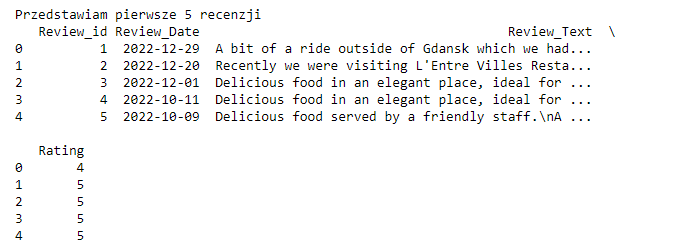 Przedstawiam pierwsze 5 recenzji
Review_id Review_Date Review_Text \
0 1 2022-12-29 A bit of a ride outside of Gdansk which we had...
1 2 2022-12-20 Recently we were visiting L'Entre Villes Resta...
2 3 2022-12-01 Delicious food in an elegant place, ideal for ...
3 4 2022-10-11 Delicious food in an elegant place, ideal for ...
4 5 2022-10-09 Delicious food served by a friendly staff.\nA ...
Rating
0 4
1 5
2 5
3 5
4 5